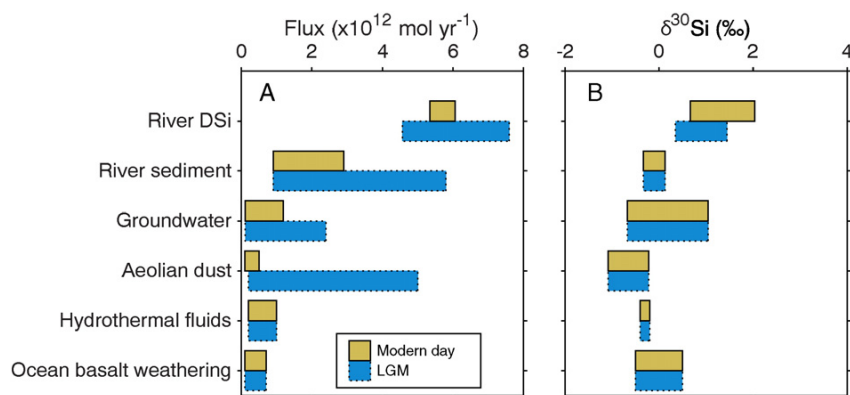 Flux (x10¹² mol yr⁻¹)
0 2 4 6 8
δ³⁰Si (‰)
-2 0 2 4
A
B
River DSi
River sediment
Groundwater
Aeolian dust
Hydrothermal fluids
Ocean basalt weathering
Modern day
LGM